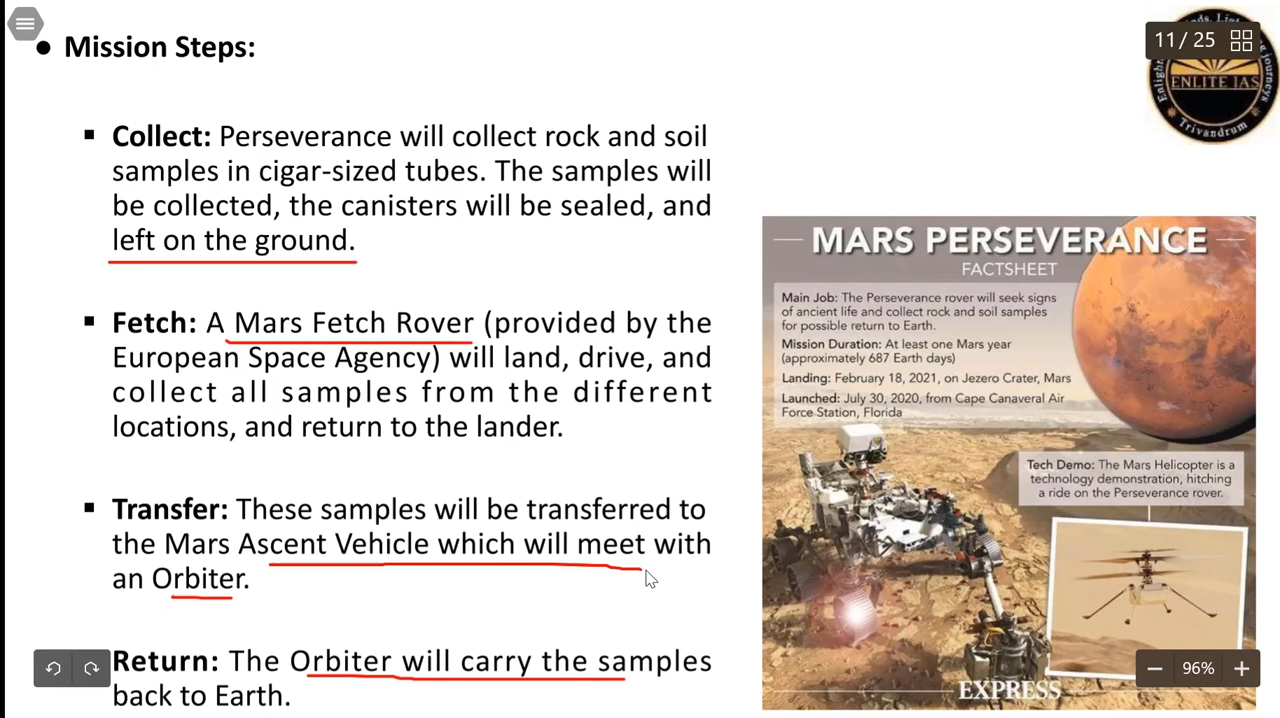 ● Mission Steps:
11 / 25
▪ Collect: Perseverance will collect rock and soil
samples in cigar-sized tubes. The samples will
be collected, the canisters will be sealed, and
left on the ground.
▪ Fetch: A Mars Fetch Rover (provided by the
European Space Agency) will land, drive, and
collect all samples from the different
locations, and return to the lander.
▪ Transfer: These samples will be transferred to
the Mars Ascent Vehicle which will meet with
an Orbiter.
Return: The Orbiter will carry the samples
back to Earth.
ENLITE IAS
Trivandrum
MARS PERSEVERANCE
FACTSHEET
Main Job: The Perseverance rover will seek signs
of ancient life and collect rock and soil samples
for possible return to Earth.
Mission Duration: At least one Mars year
(approximately 687 Earth days)
Landing: February 18, 2021, on Jezero Crater, Mars
Launched: July 30, 2020, from Cape Canaveral Air
Force Station, Florida
Tech Demo: The Mars Helicopter is a
technology demonstration, hitching
a ride on the Perseverance rover.
EXPRESS
96%